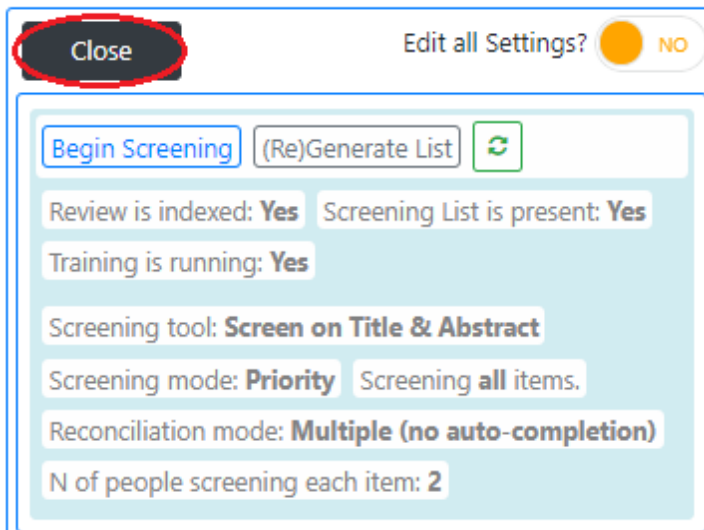 Close Edit all Settings? NO
Begin Screening (Re)Generate List
Review is indexed: Yes Screening List is present: Yes
Training is running: Yes
Screening tool: Screen on Title & Abstract
Screening mode: Priority Screening all items.
Reconciliation mode: Multiple (no auto-completion)
N of people screening each item: 2